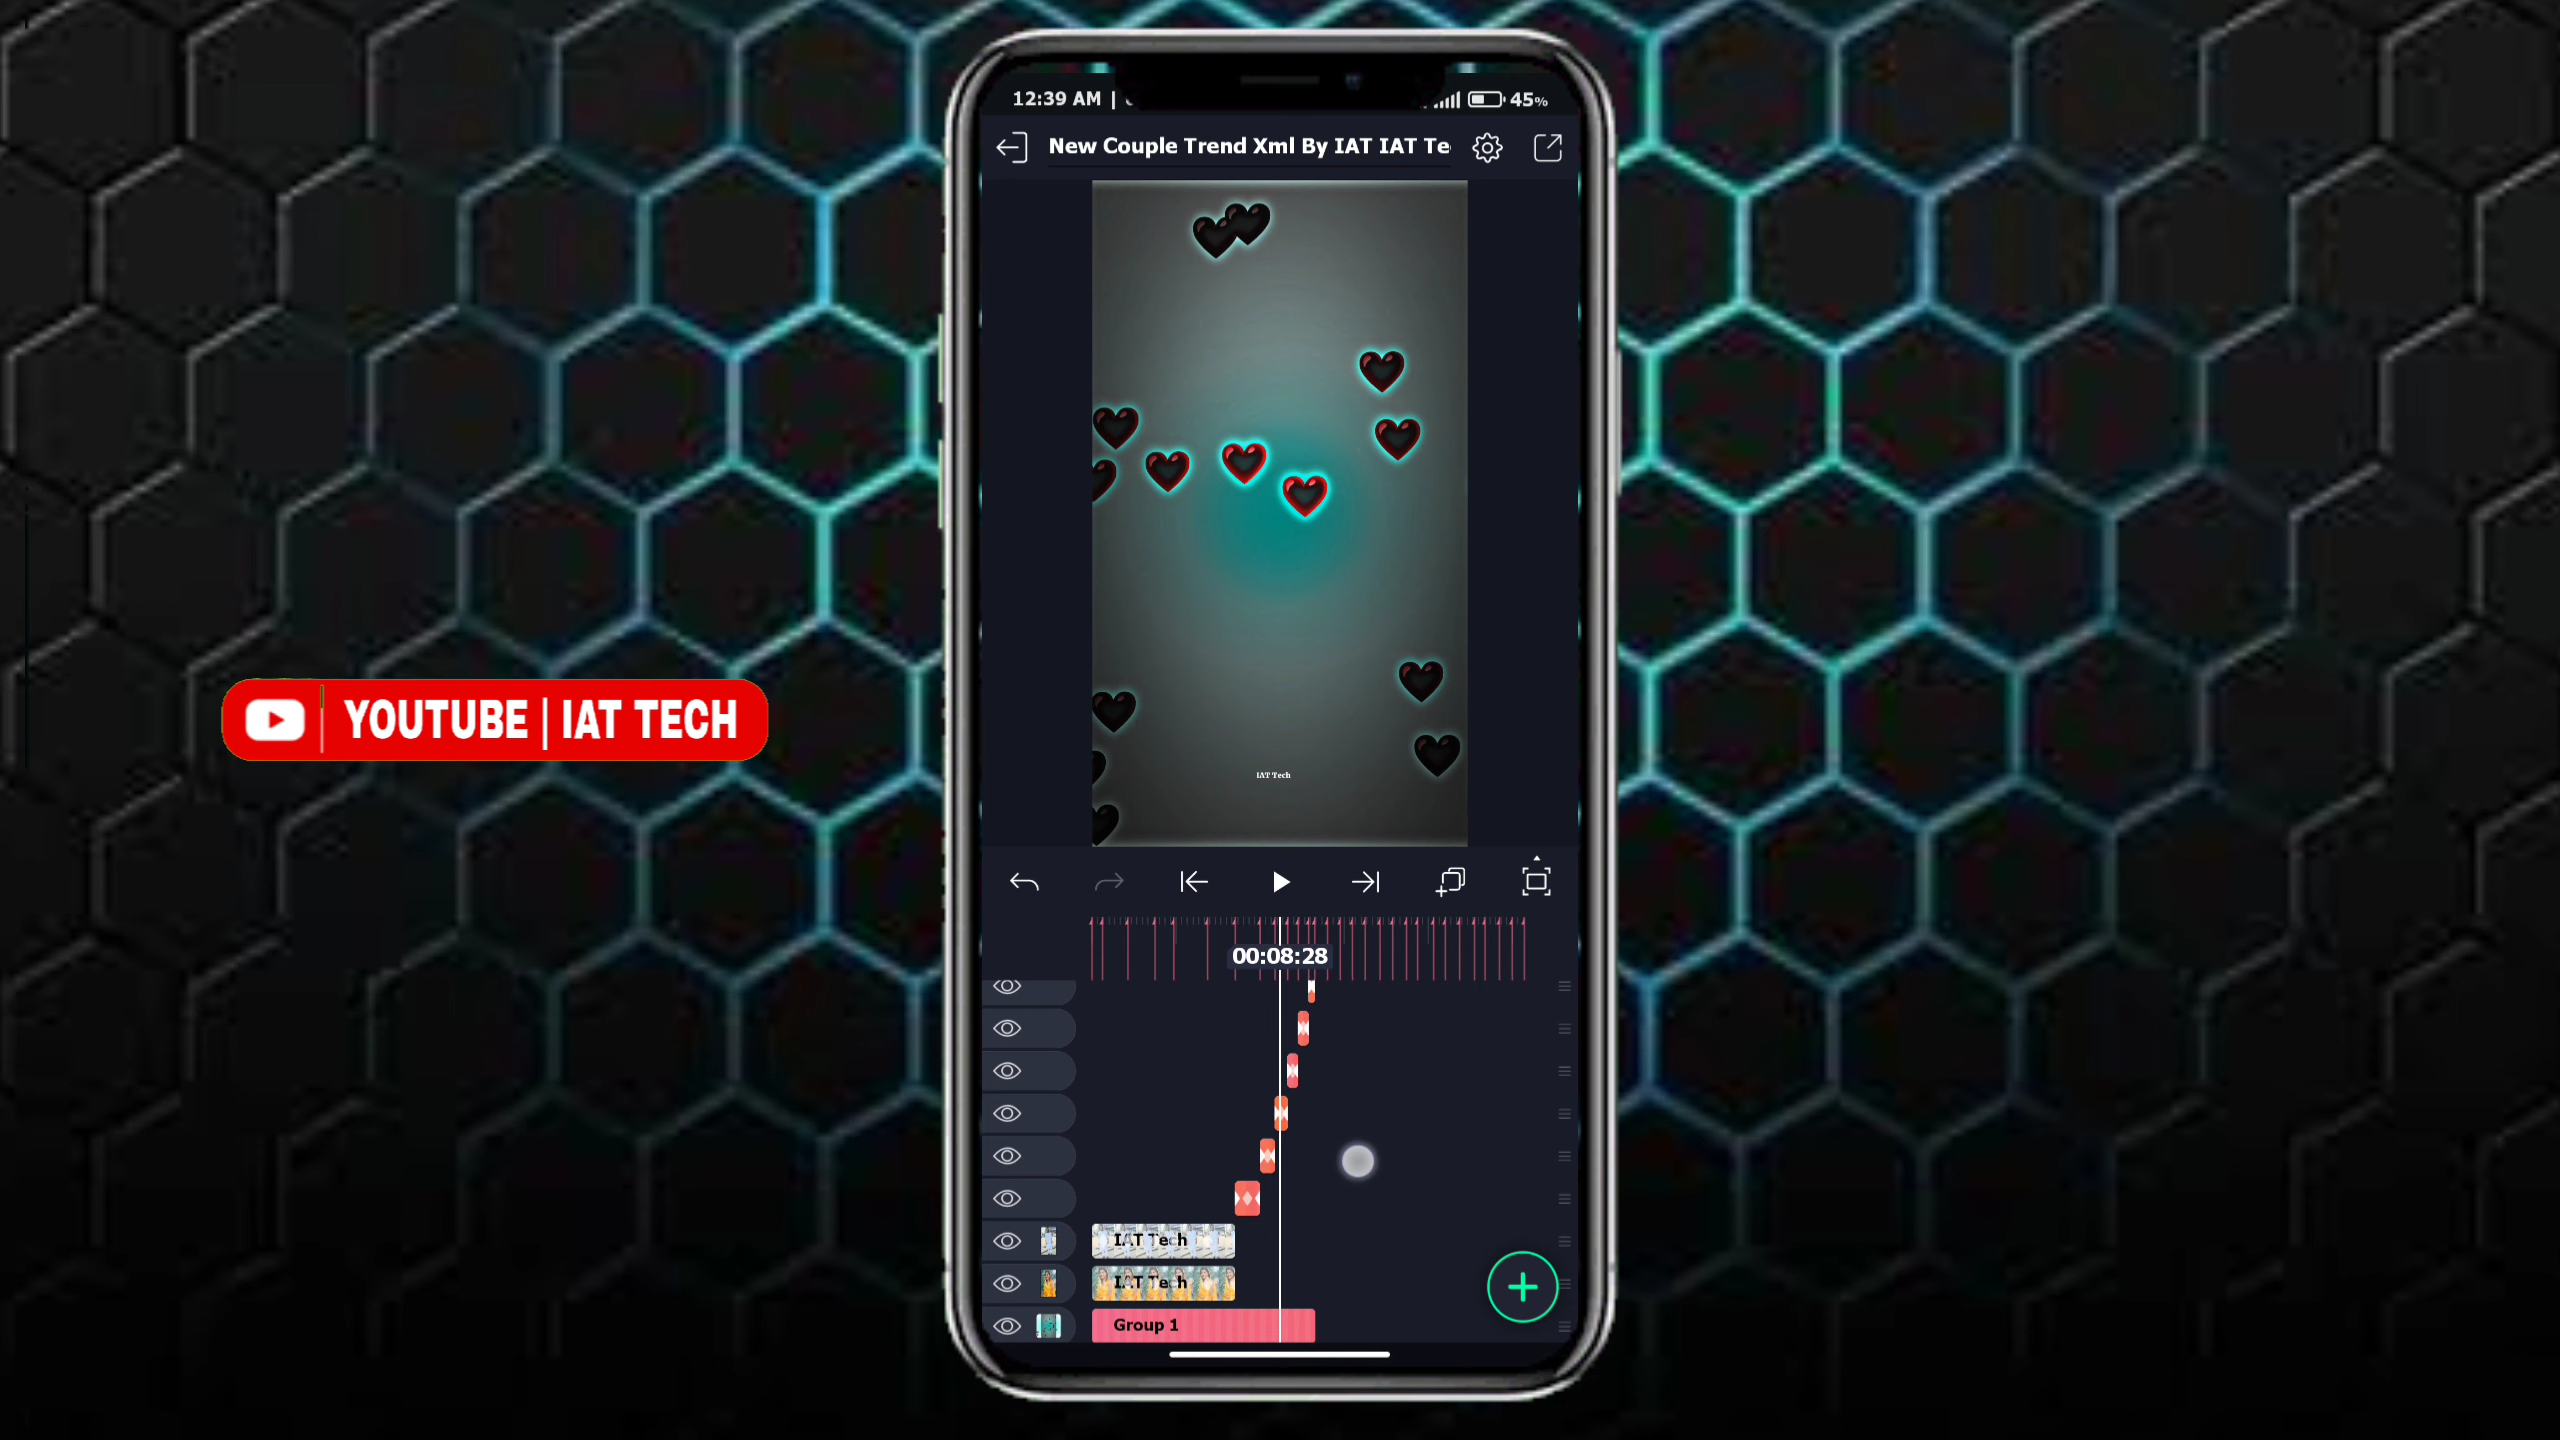 12:39 AM |
45%
New Couple Trend Xml By IAT IAT Te
YOUTUBE | IAT TECH
IAT Tech
00:08:28
IAT Tech
IAT Tech
Group 1